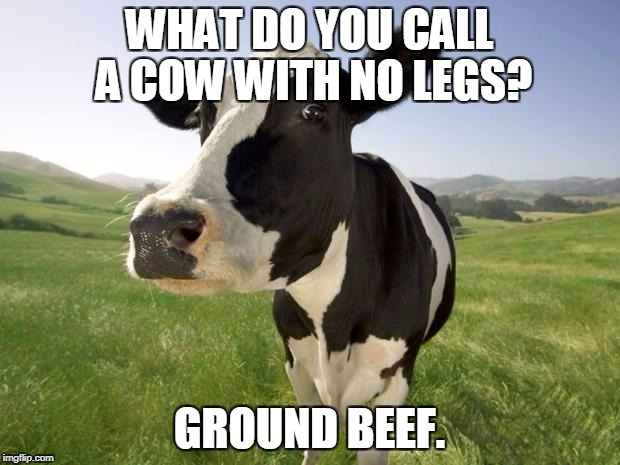 WHAT DO YOU CALL
A COW WITH NO LEGS?
GROUND BEEF.
imgflip.com